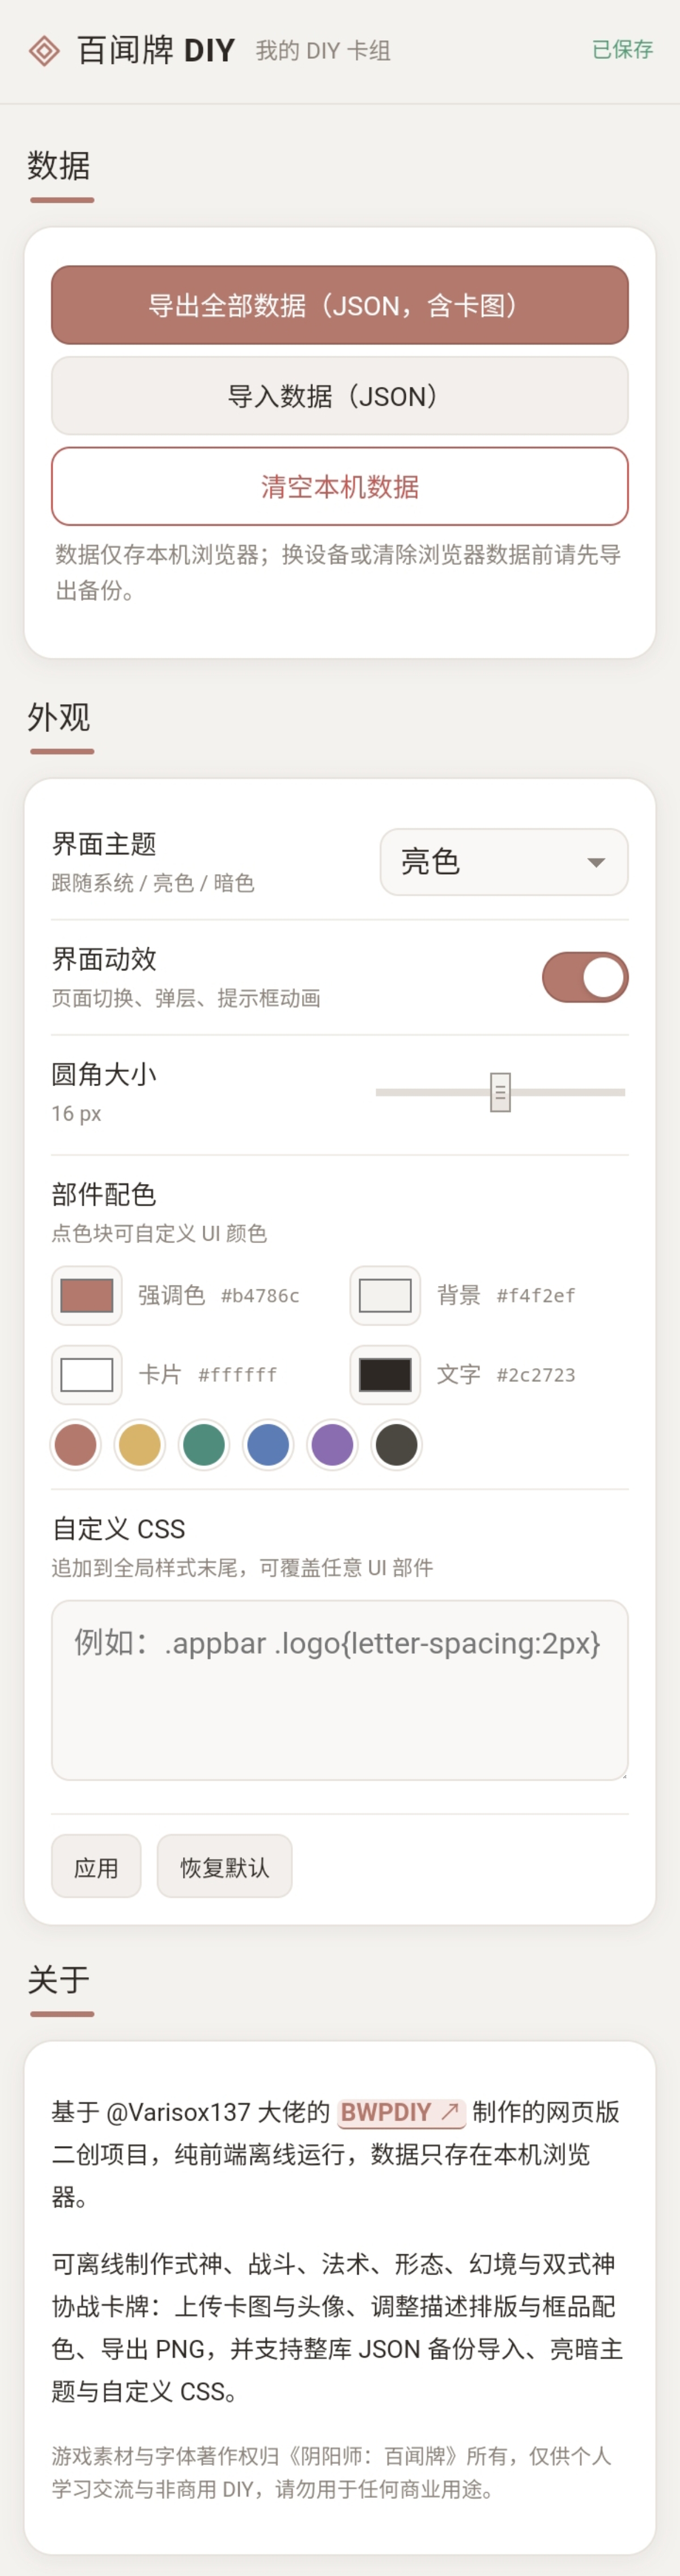 百闻牌 DIY 我的 DIY 卡组 已保存
数据
导出全部数据（JSON，含卡图）
导入数据（JSON）
清空本机数据
数据仅存本机浏览器；换设备或清除浏览器数据前请先导
出备份。
外观
界面主题
亮色
跟随系统 / 亮色 / 暗色
界面动效
页面切换、弹层、提示框动画
圆角大小
16 px
部件配色
点色块可自定义 UI 颜色
强调色 #b4786c 背景 #f4f2ef
卡片 #ffffff 文字 #2c2723
自定义 CSS
追加到全局样式末尾，可覆盖任意 UI 部件
例如：.appbar .logo{letter-spacing:2px}
应用 恢复默认
关于
基于 @Varisox137 大佬的 BWPDIY ↗ 制作的网页版
二创项目，纯前端离线运行，数据只存在本机浏览
器。
可离线制作式神、战斗、法术、形态、幻境与双式神
协战卡牌：上传卡图与头像、调整描述排版与框品配
色、导出 PNG，并支持整库 JSON 备份导入、亮暗主
题与自定义 CSS。
游戏素材与字体著作权归《阴阳师：百闻牌》所有，仅供个人
学习交流与非商用 DIY，请勿用于任何商业用途。